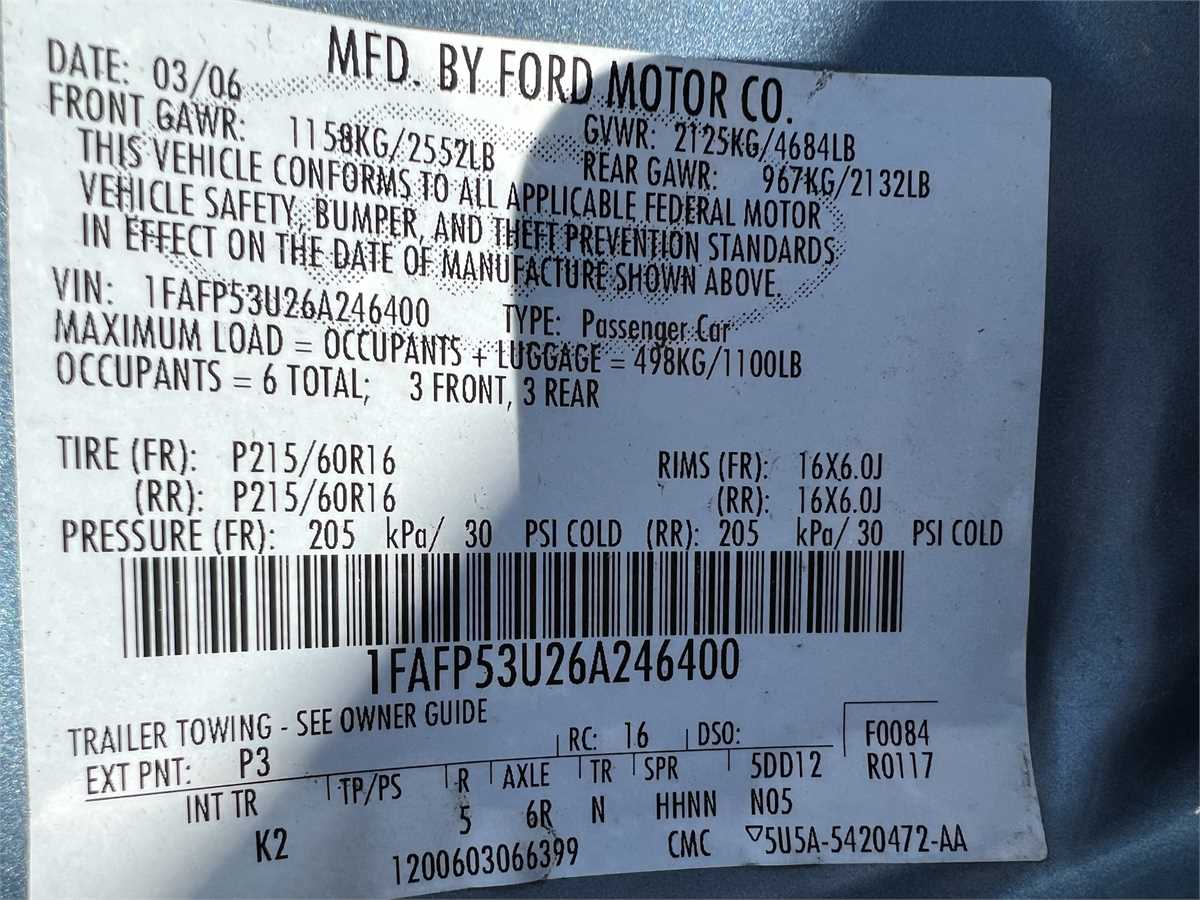 MFD. BY FORD MOTOR CO.
DATE: 03/06 GVWR: 2125KG/4684LB
FRONT GAWR: 1158KG/2552LB REAR GAWR: 967KG/2132LB
THIS VEHICLE CONFORMS TO ALL APPLICABLE FEDERAL MOTOR
VEHICLE SAFETY, BUMPER, AND THEFT PREVENTION STANDARDS
IN EFFECT ON THE DATE OF MANUFACTURE SHOWN ABOVE.
VIN: 1FAFP53U26A246400 TYPE: Passenger Car
MAXIMUM LOAD = OCCUPANTS + LUGGAGE = 498KG/1100LB
OCCUPANTS = 6 TOTAL; 3 FRONT, 3 REAR
TIRE (FR): P215/60R16 RIMS (FR): 16X6.0J
(RR): P215/60R16 (RR): 16X6.0J
PRESSURE (FR): 205 kPa/ 30 PSI COLD (RR): 205 kPa/ 30 PSI COLD
1FAFP53U26A246400
TRAILER TOWING - SEE OWNER GUIDE
EXT PNT: P3 RC: 16 DSO: F0084
INT TR TP/PS R AXLE TR SPR 5DD12 R0117
K2 5 6R N HHNN N05
1200603066399 CMC ▽5U5A-5420472-AA